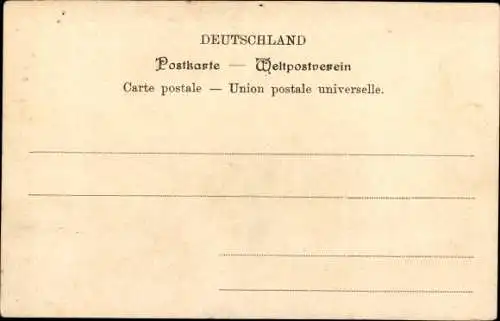 DEUTSCHLAND
Postkarte — Weltpostverein
Carte postale — Union postale universelle.